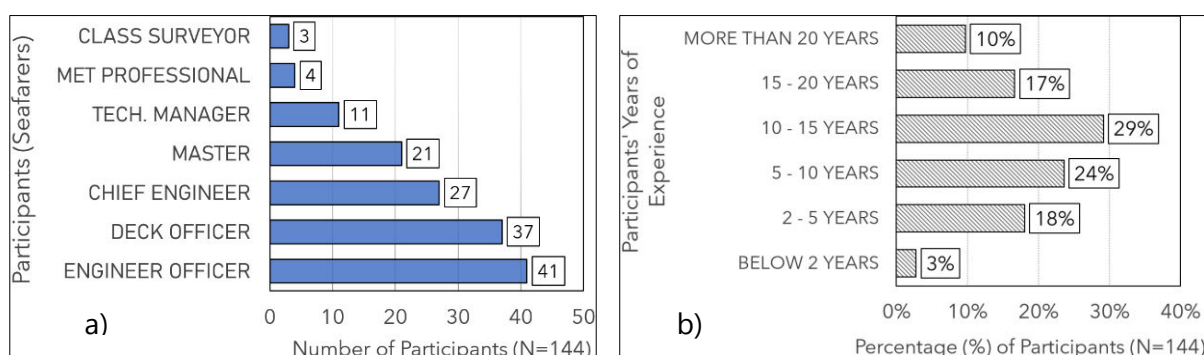 Participants (Seafarers)
CLASS SURVEYOR 3
MET PROFESSIONAL 4
TECH. MANAGER 11
MASTER 21
CHIEF ENGINEER 27
DECK OFFICER 37
ENGINEER OFFICER 41
0 10 20 30 40 50
a)
Number of Participants (N=144)
Participants' Years of
Experience
MORE THAN 20 YEARS 10%
15 - 20 YEARS 17%
10 - 15 YEARS 29%
5 - 10 YEARS 24%
2 - 5 YEARS 18%
BELOW 2 YEARS 3%
0% 10% 20% 30% 40%
b)
Percentage (%) of Participants (N=144)